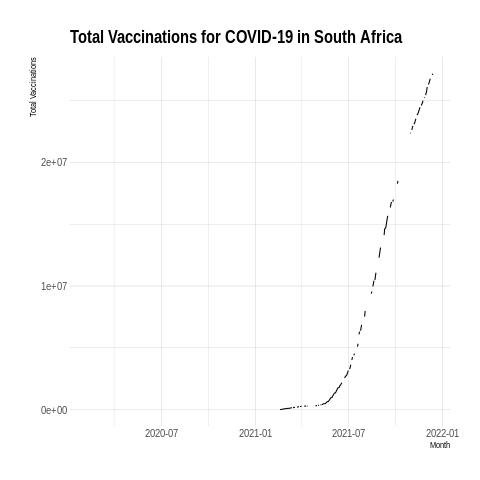 Total Vaccinations for COVID-19 in South Africa
Total Vaccinations
2e+07
1e+07
0e+00
2020-07 2021-01 2021-07 2022-01
Month